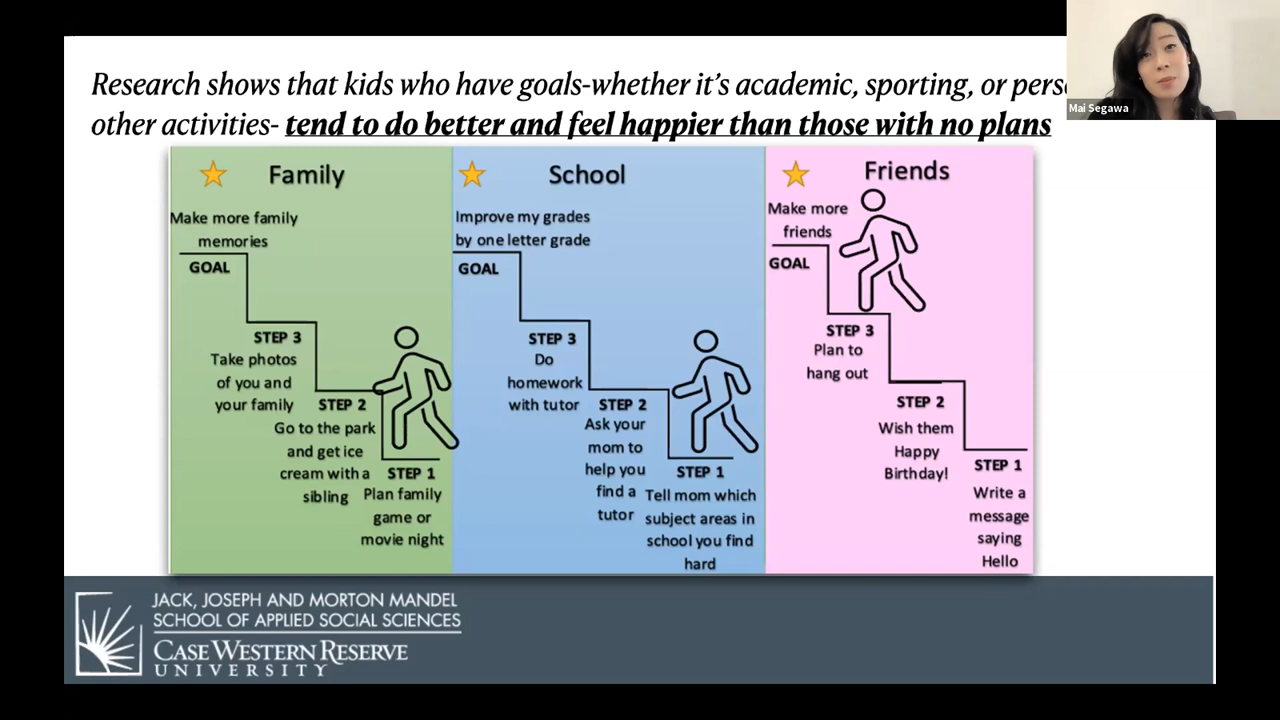 Research shows that kids who have goals-whether it's academic, sporting, or
other activities- tend to do better and feel happier than those with no plans
Mai Segawa
Family
Make more family
memories
GOAL
STEP 3
Take photos
of you and
your family
STEP 2
Go to the park
and get ice
cream with a
sibling
STEP 1
Plan family
game or
movie night
School
Improve my grades
by one letter grade
GOAL
STEP 3
Do
homework
with tutor
STEP 2
Ask your
mom to
help you
find a
tutor
STEP 1
Tell mom which
subject areas in
school you find
hard
Friends
Make more
friends
GOAL
STEP 3
Plan to
hang out
STEP 2
Wish them
Happy
Birthday!
STEP 1
Write a
message
saying
Hello
JACK, JOSEPH AND MORTON MANDEL
SCHOOL OF APPLIED SOCIAL SCIENCES
CASE WESTERN RESERVE
UNIVERSITY